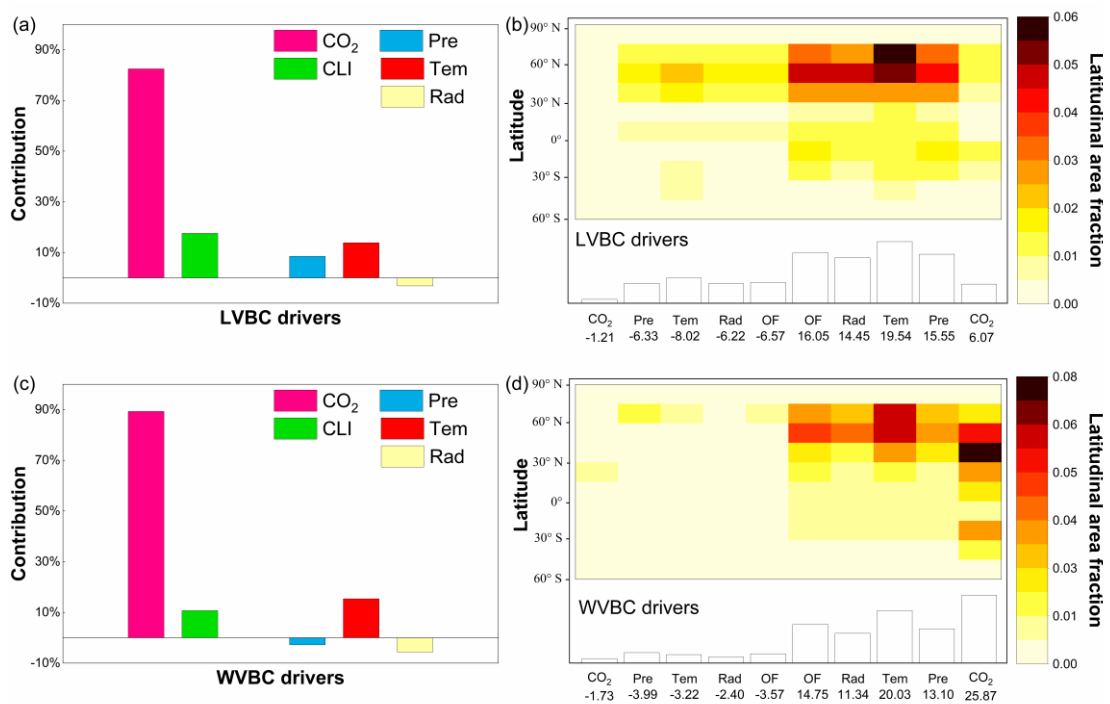 (a)
90%
70%
50%
30%
10%
-10%
Contribution
CO₂
CLI
Pre
Tem
Rad
LVBC drivers
(b)
90° N
60° N
30° N
0°
30° S
60° S
Latitude
LVBC drivers
CO₂ Pre Tem Rad OF OF Rad Tem Pre CO₂
-1.21 -6.33 -8.02 -6.22 -6.57 16.05 14.45 19.54 15.55 6.07
0.06
0.05
0.04
0.03
0.02
0.01
0.00
Latitudinal area fraction
(c)
90%
70%
50%
30%
10%
-10%
Contribution
CO₂
CLI
Pre
Tem
Rad
WVBC drivers
(d)
90° N
60° N
30° N
0°
30° S
60° S
Latitude
WVBC drivers
CO₂ Pre Tem Rad OF OF Rad Tem Pre CO₂
-1.73 -3.99 -3.22 -2.40 -3.57 14.75 11.34 20.03 13.10 25.87
0.08
0.06
0.05
0.04
0.03
0.01
0.00
Latitudinal area fraction